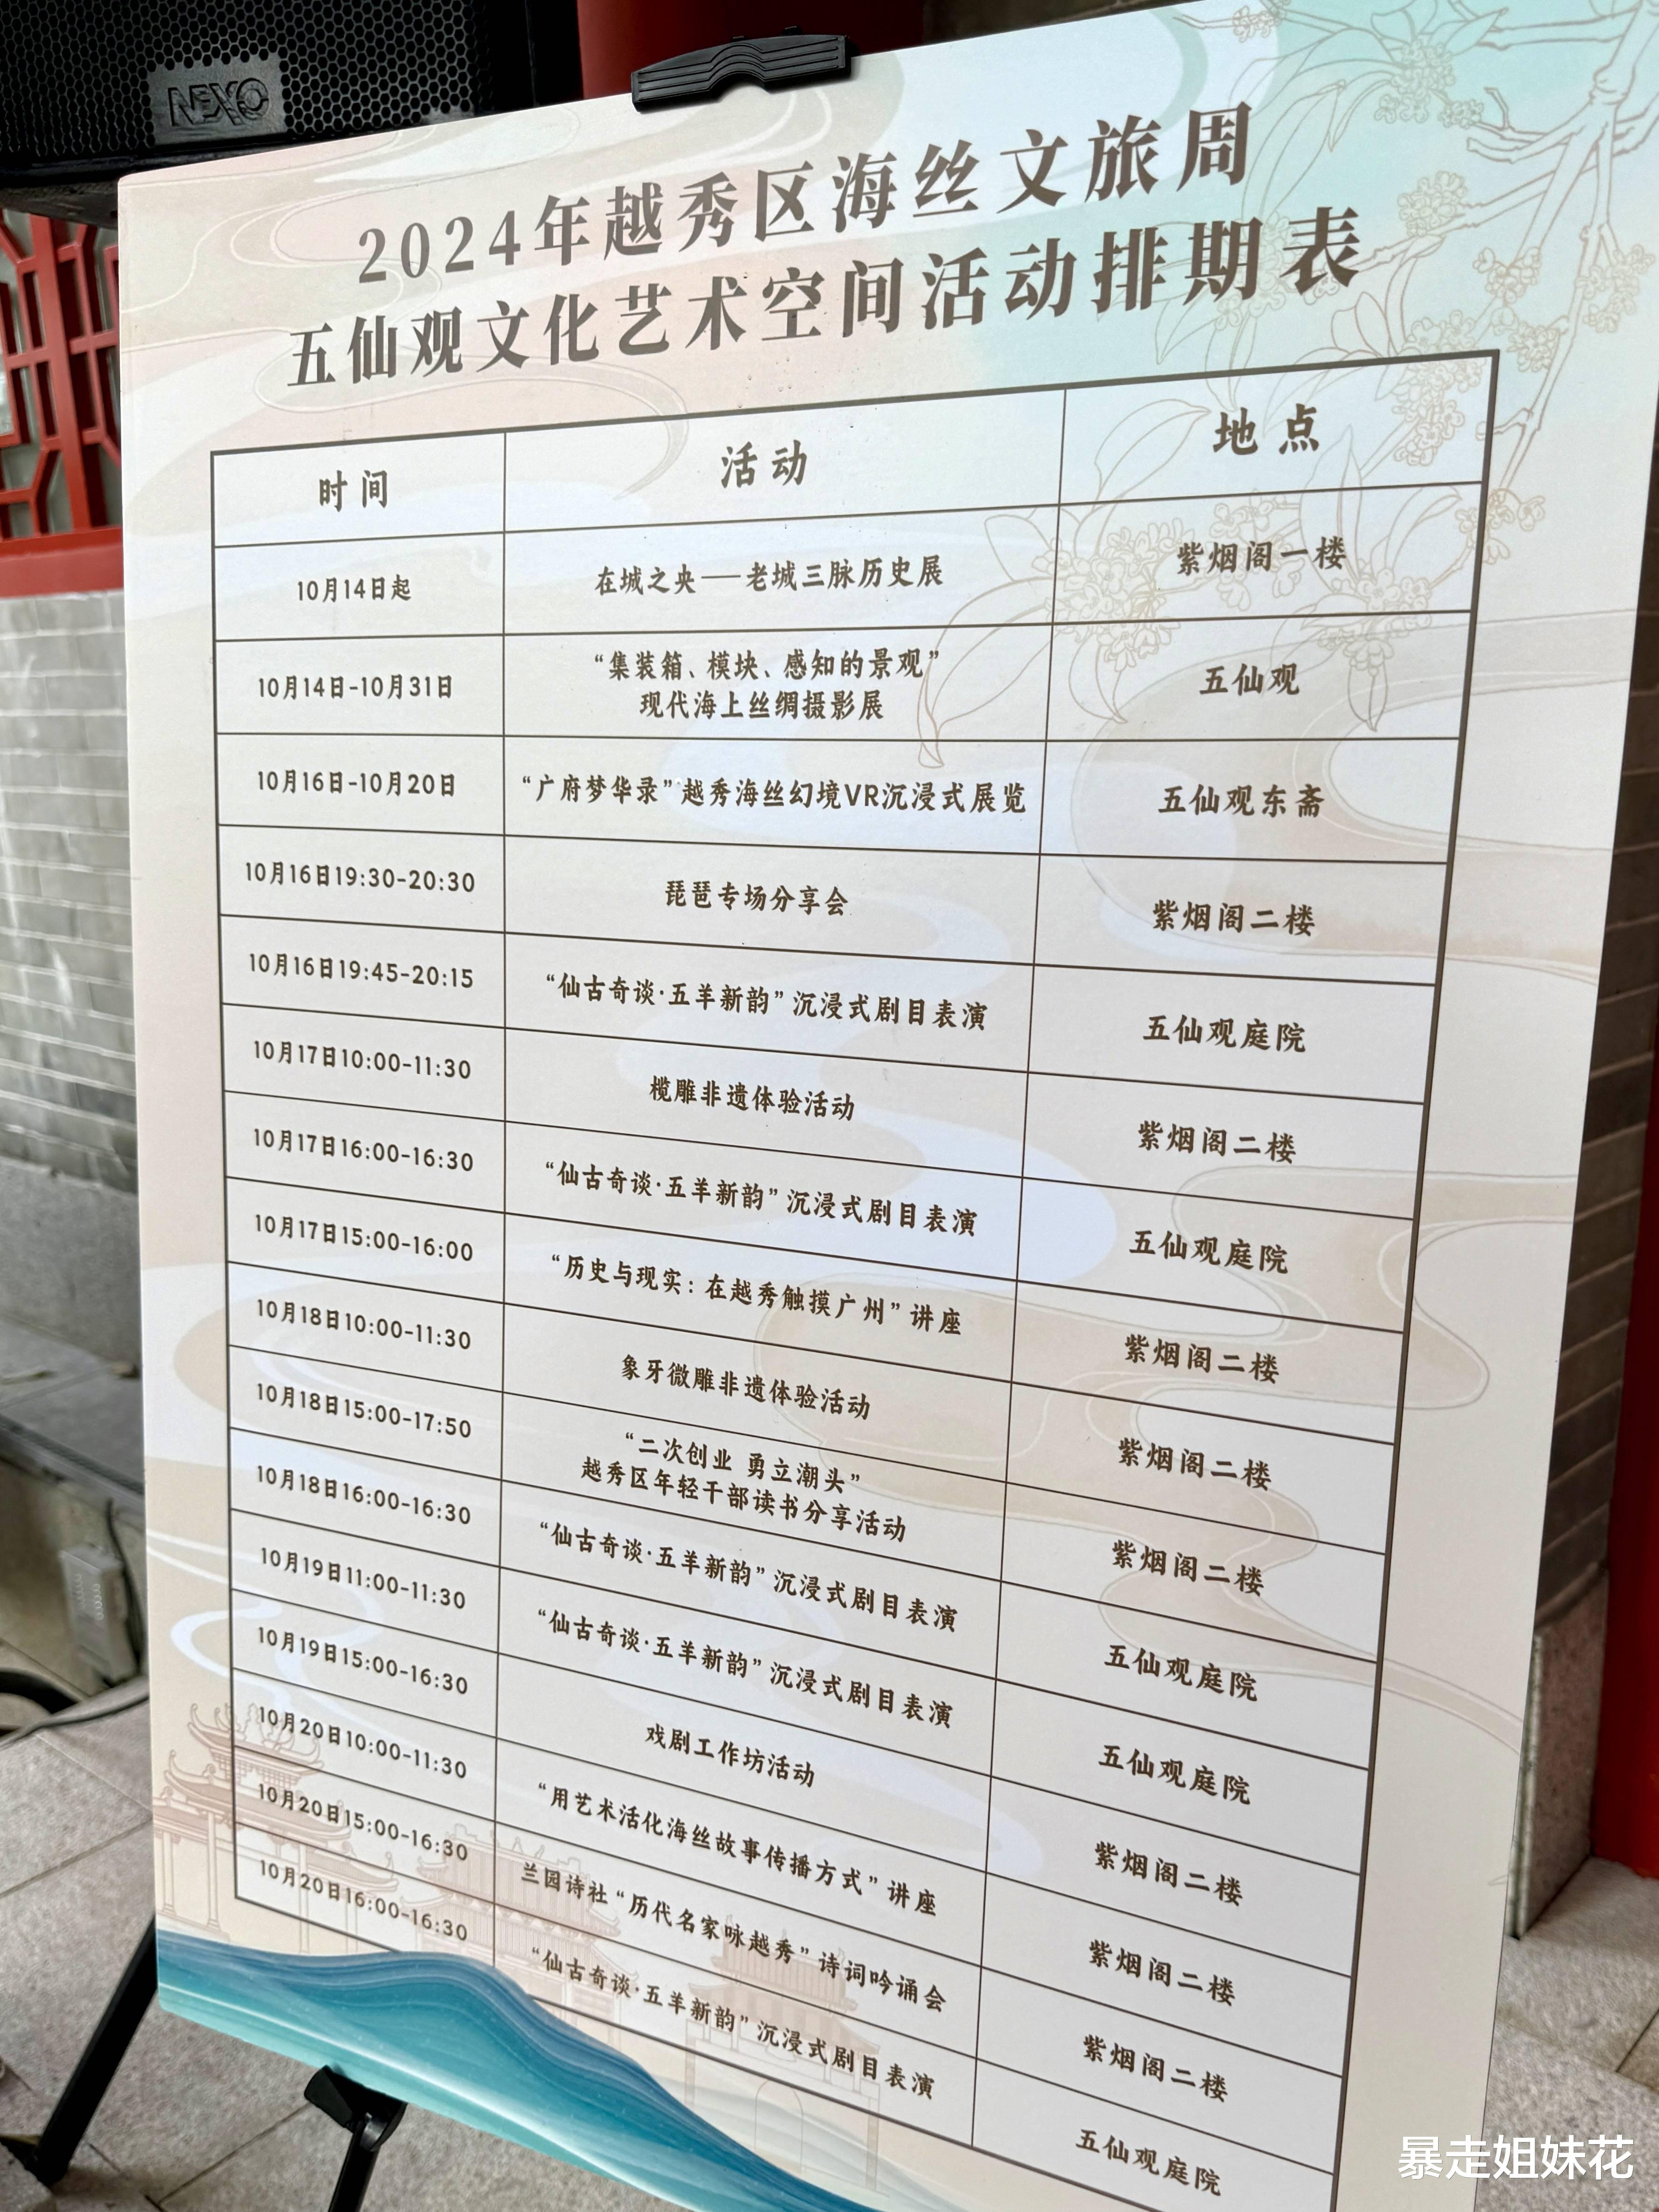 NEXO
2024年越秀区海丝文旅周
五仙观文化艺术空间活动排期表
时间 活动 地点
10月14日起 在城之央——老城三脉历史展 紫烟阁一楼
10月14日-10月31日 “集装箱、模块、感知的景观” 五仙观
现代海上丝绸摄影展
10月16日-10月20日 “广府梦华录”越秀海丝幻境VR沉浸式展览 五仙观东斋
10月16日19:30-20:30 琵琶专场分享会 紫烟阁二楼
10月16日19:45-20:15 “仙古奇谈·五羊新韵”沉浸式剧目表演 五仙观庭院
10月17日10:00-11:30 榄雕非遗体验活动 紫烟阁二楼
10月17日16:00-16:30 “仙古奇谈·五羊新韵”沉浸式剧目表演 五仙观庭院
10月17日15:00-16:00 “历史与现实：在越秀触摸广州”讲座 紫烟阁二楼
10月18日10:00-11:30 象牙微雕非遗体验活动 紫烟阁二楼
10月18日15:00-17:50 “二次创业 勇立潮头” 紫烟阁二楼
越秀区年轻干部读书分享活动
10月18日16:00-16:30 “仙古奇谈·五羊新韵”沉浸式剧目表演 五仙观庭院
10月19日11:00-11:30 “仙古奇谈·五羊新韵”沉浸式剧目表演 五仙观庭院
10月19日15:00-16:30 戏剧工作坊活动 紫烟阁二楼
10月20日10:00-11:30 “用艺术活化海丝故事传播方式”讲座 紫烟阁二楼
10月20日15:00-16:30 兰园诗社“历代名家咏越秀”诗词吟诵会 紫烟阁二楼
10月20日16:00-16:30 “仙古奇谈·五羊新韵”沉浸式剧目表演 五仙观庭院
暴走姐妹花